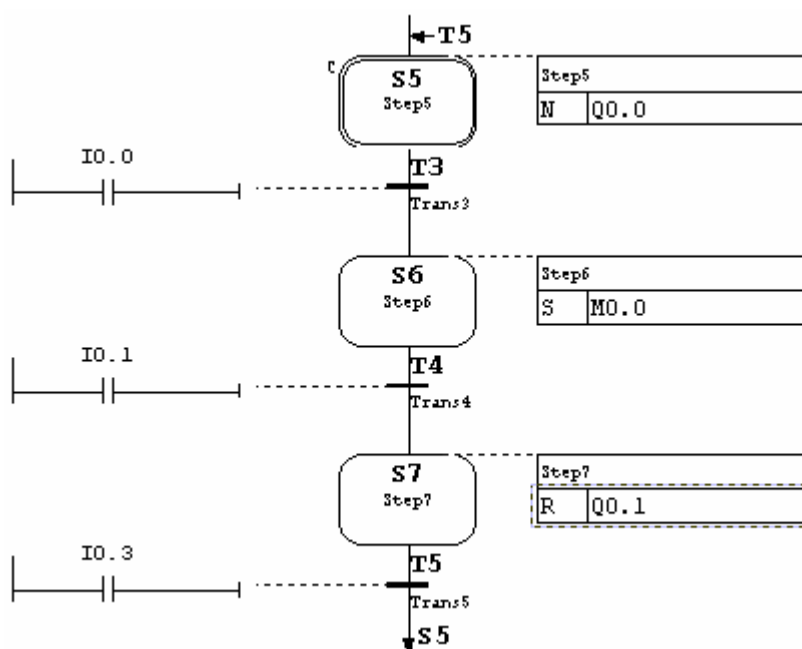 T5
C
S5
Step5
Step5
N Q0.0
I0.0
T3
Trans3
S6
Step6
Step6
S M0.0
I0.1
T4
Trans4
S7
Step7
Step7
R Q0.1
I0.3
T5
Trans5
S5